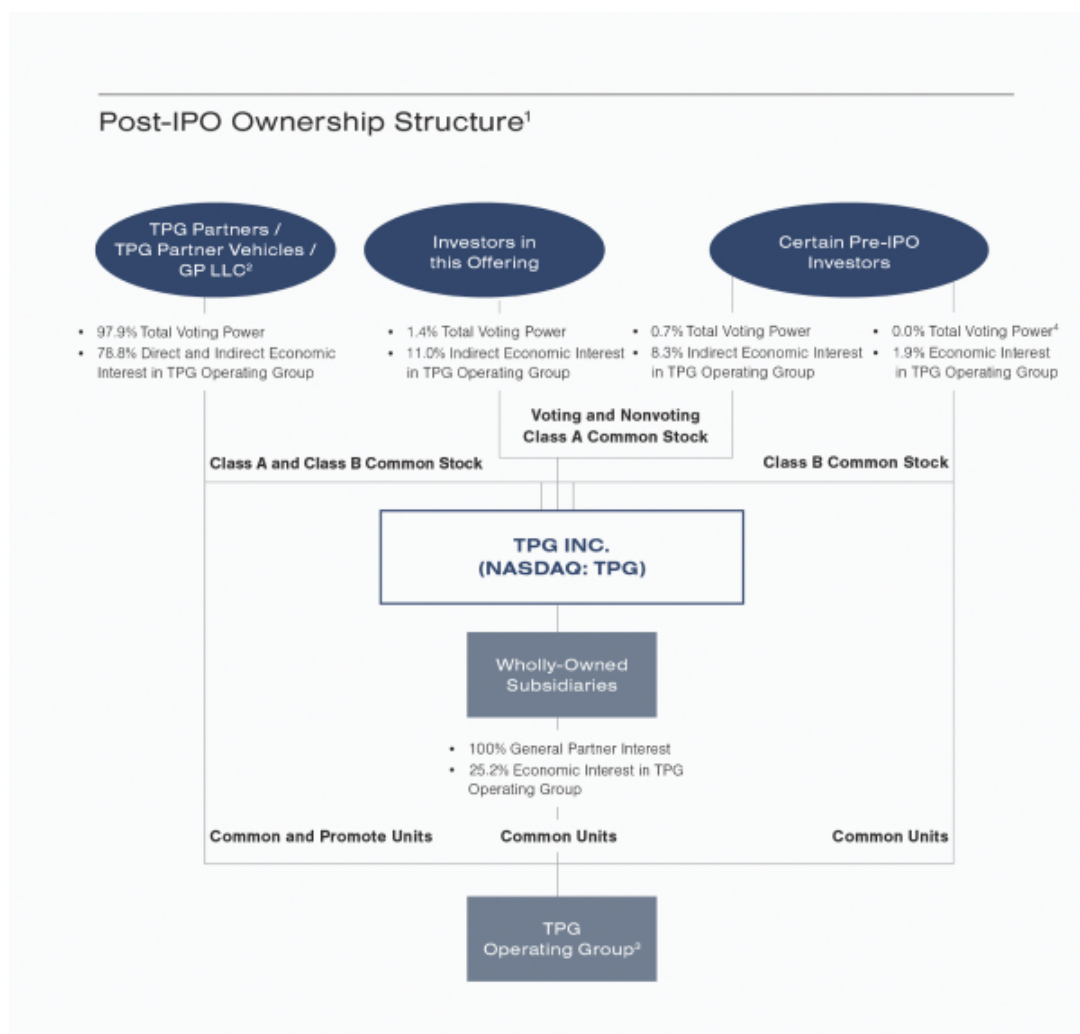 Post-IPO Ownership Structure¹
TPG Partners /
TPG Partner Vehicles /
GP LLC²
Investors in
this Offering
Certain Pre-IPO
Investors
• 97.9% Total Voting Power
• 78.8% Direct and Indirect Economic
Interest in TPG Operating Group
• 1.4% Total Voting Power
• 11.0% Indirect Economic Interest
in TPG Operating Group
• 0.7% Total Voting Power
• 8.3% Indirect Economic Interest
in TPG Operating Group
• 0.0% Total Voting Power⁴
• 1.9% Economic Interest
in TPG Operating Group
Voting and Nonvoting
Class A Common Stock
Class A and Class B Common Stock
Class B Common Stock
TPG INC.
(NASDAQ: TPG)
Wholly-Owned
Subsidiaries
• 100% General Partner Interest
• 25.2% Economic Interest in TPG
Operating Group
Common and Promote Units
Common Units
Common Units
TPG
Operating Group³